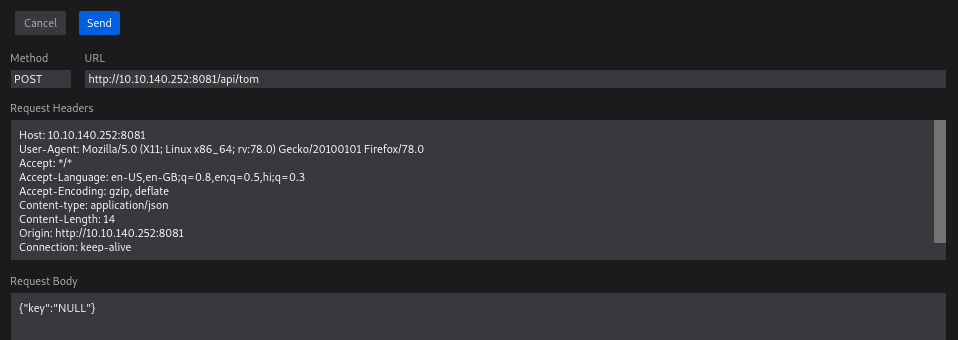 Cancel Send
Method URL
POST http://10.10.140.252:8081/api/tom
Request Headers
Host: 10.10.140.252:8081
User-Agent: Mozilla/5.0 (X11; Linux x86_64; rv:78.0) Gecko/20100101 Firefox/78.0
Accept: */*
Accept-Language: en-US,en-GB;q=0.8,en;q=0.5,hi;q=0.3
Accept-Encoding: gzip, deflate
Content-type: application/json
Content-Length: 14
Origin: http://10.10.140.252:8081
Connection: keep-alive
Request Body
{"key":"NULL"}